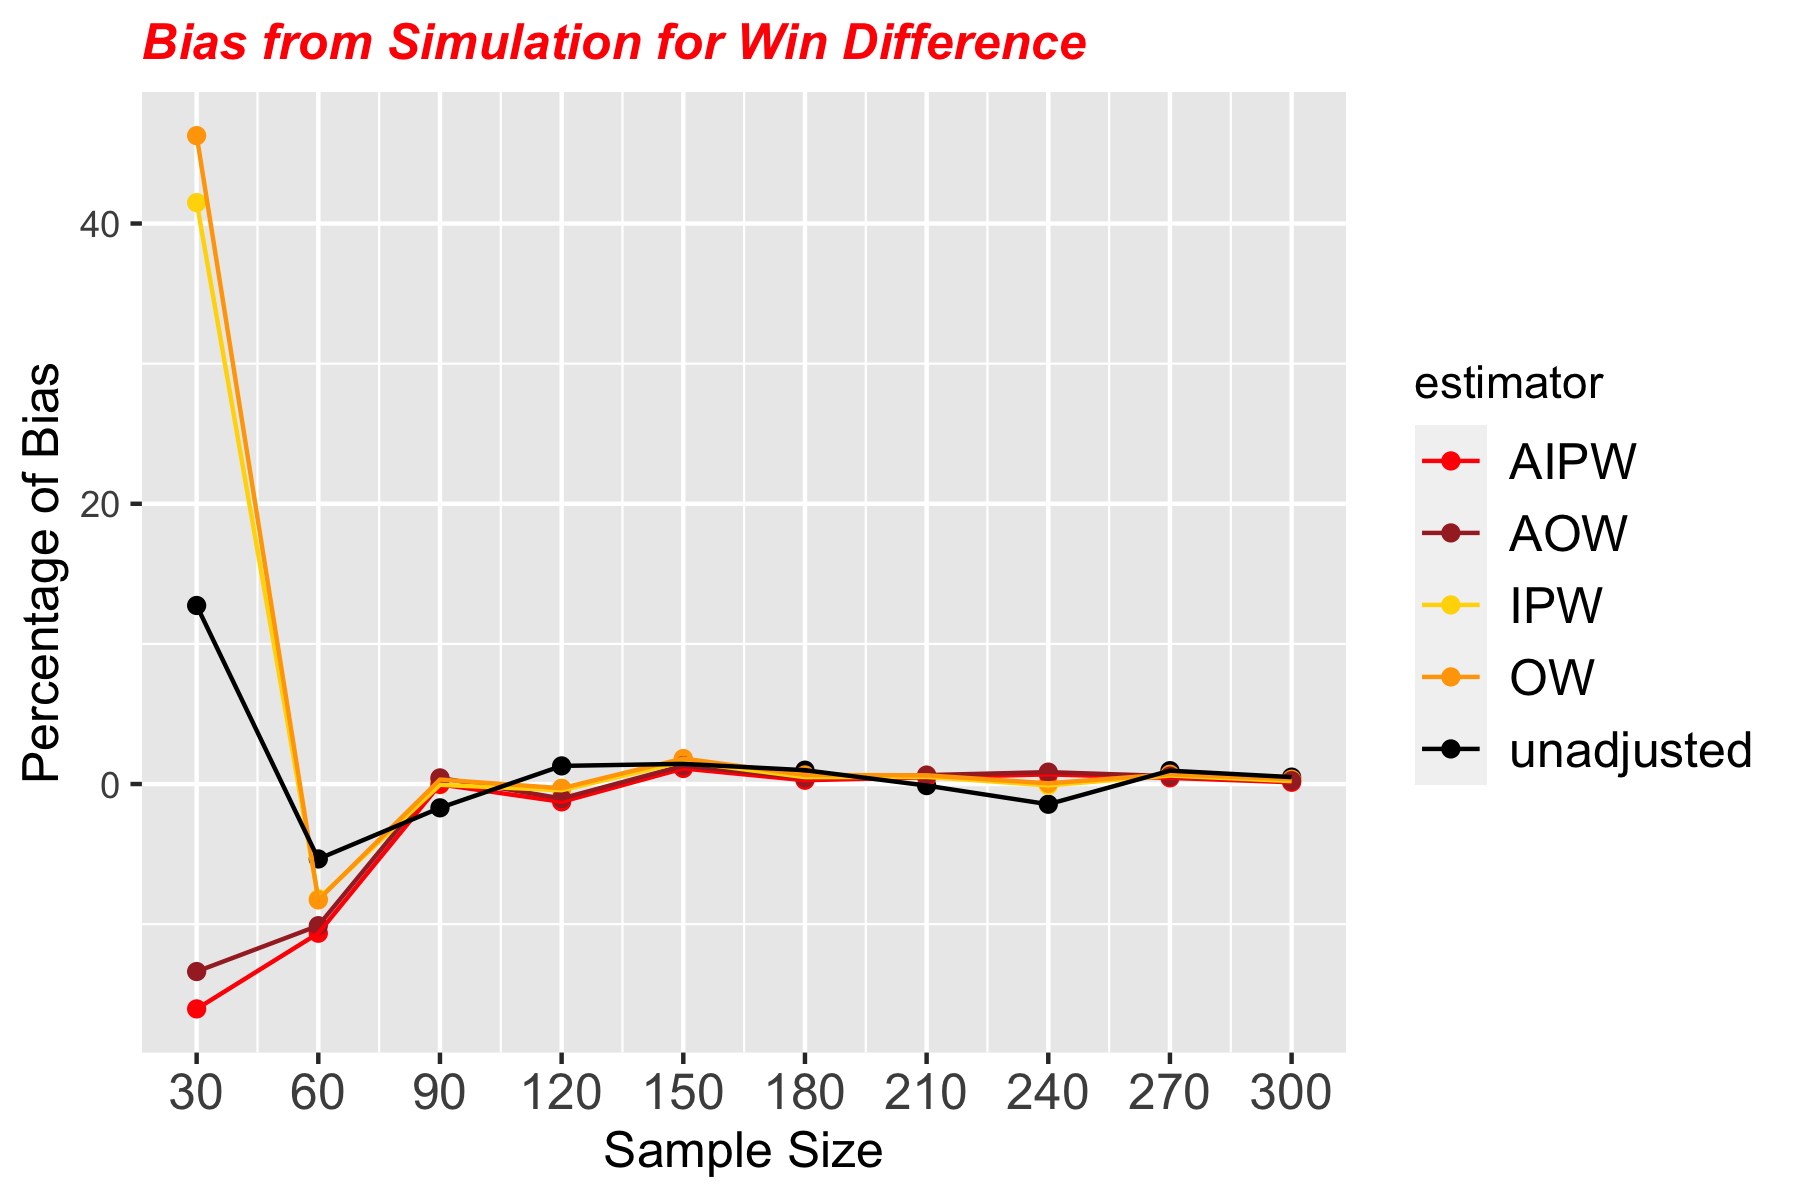 Bias from Simulation for Win Difference
Percentage of Bias
40
20
0
30 60 90 120 150 180 210 240 270 300
Sample Size
estimator
AIPW
AOW
IPW
OW
unadjusted